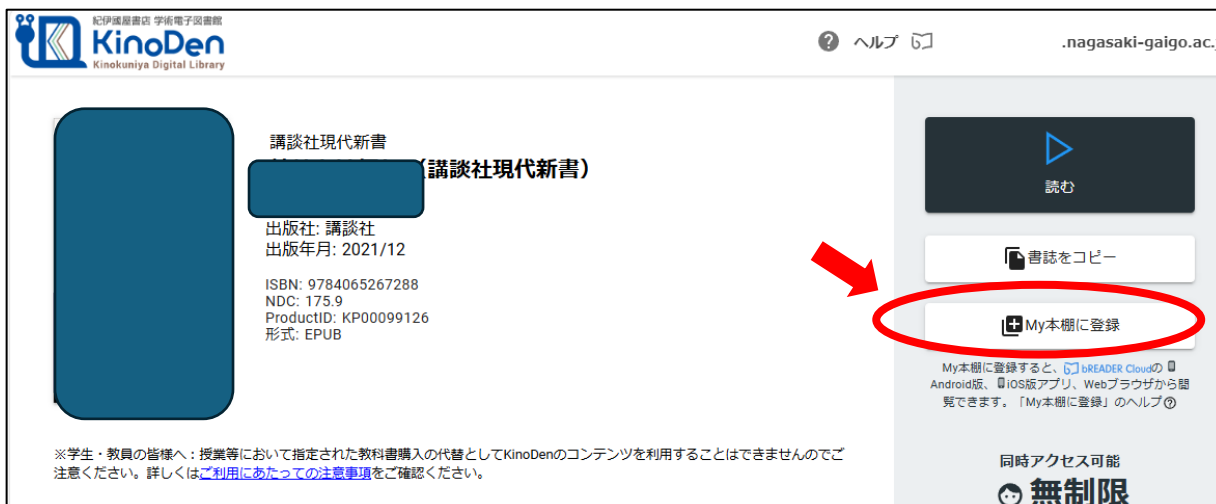 紀伊國屋書店 学術電子図書館
KinoDen
Kinokuniya Digital Library
ヘルプ
.nagasaki-gaigo.ac.
講談社現代新書
（講談社現代新書）
出版社: 講談社
出版年月: 2021/12
ISBN: 9784065267288
NDC: 175.9
ProductID: KP00099126
形式: EPUB
※学生・教員の皆様へ：授業等において指定された教科書購入の代替としてKinoDenのコンテンツを利用することはできませんのでご
注意ください。詳しくはご利用にあたっての注意事項をご確認ください。
読む
書誌をコピー
My本棚に登録
My本棚に登録すると、bREADER Cloudの
Android版、iOS版アプリ、Webブラウザから閲
覧できます。「My本棚に登録」のヘルプ
同時アクセス可能
無制限